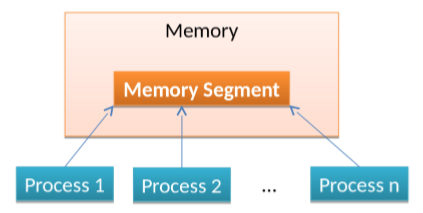 Memory
Memory Segment
Process 1
Process 2
...
Process n